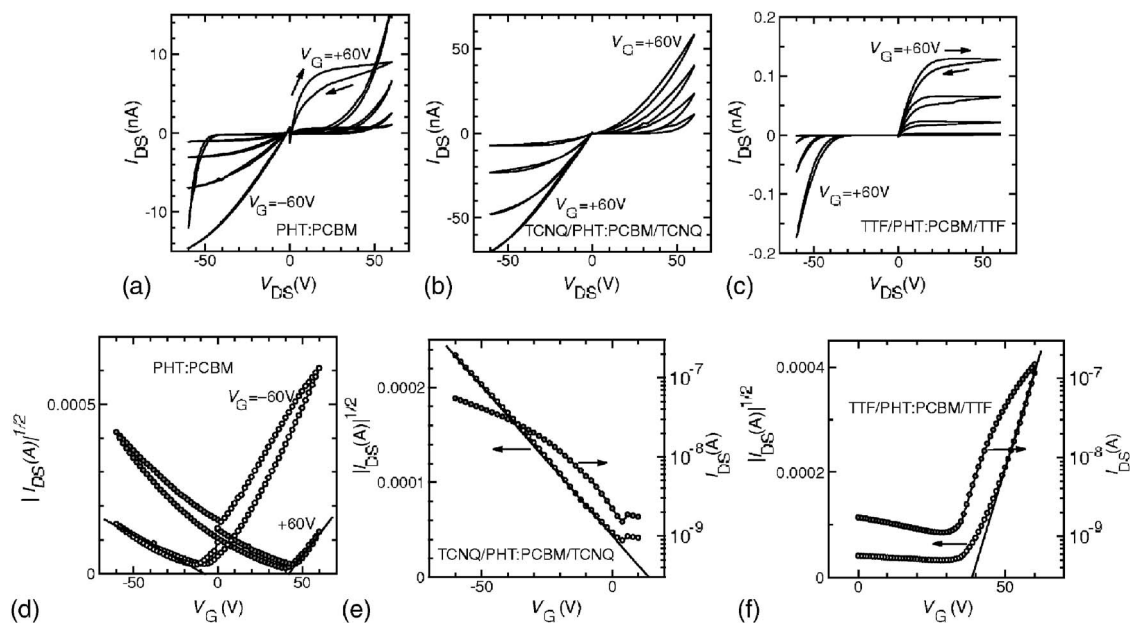 10
0
-10
I_DS(nA)
V_G=+60V
V_G=−60V
PHT:PCBM
-50 0 50
V_DS(V)
(a)
50
0
-50
I_DS(nA)
V_G=+60V
V_G=+60V
TCNQ/PHT:PCBM/TCNQ
-50 0 50
V_DS(V)
(b)
0.2
0.1
0
-0.1
-0.2
I_DS(nA)
V_G=+60V
V_G=+60V
TTF/PHT:PCBM/TTF
-50 0 50
V_DS(V)
(c)
0.0005
0
| I_DS(A)|^1/2
PHT:PCBM
V_G=−60V
+60V
-50 0 50
V_G (V)
(d)
0.0002
0.0001
0
|I_DS(A)|^1/2
10^-7
10^-8
10^-9
I_DS(A)
TCNQ/PHT:PCBM/TCNQ
-50 0
V_G (V)
(e)
0.0004
0.0002
0
|I_DS(A)|^1/2
10^-7
10^-8
10^-9
I_DS(A)
TTF/PHT:PCBM/TTF
0 50
V_G (V)
(f)